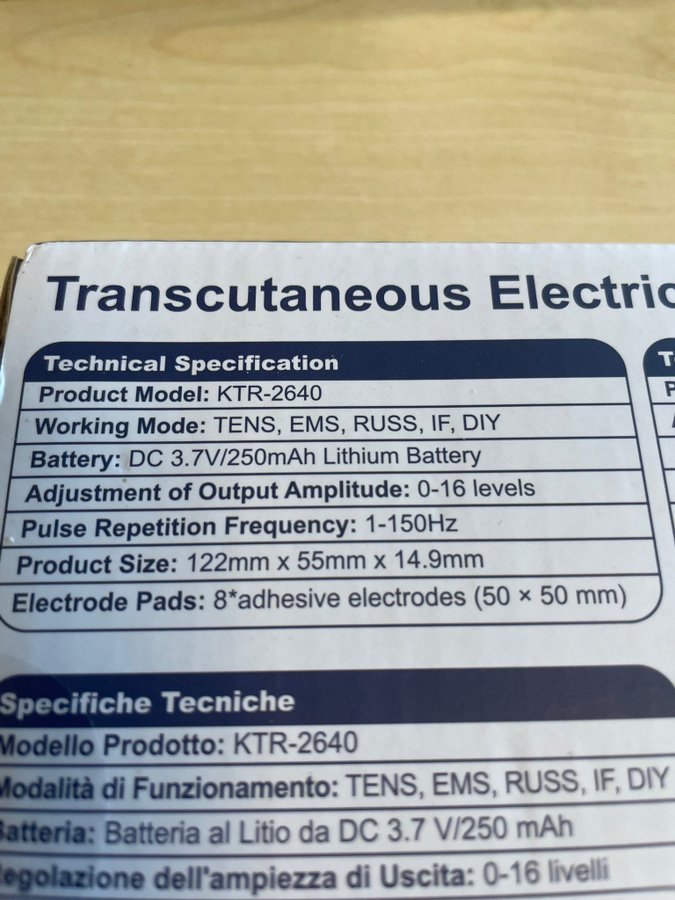 Transcutaneous Electric
Technical Specification
Product Model: KTR-2640
Working Mode: TENS, EMS, RUSS, IF, DIY
Battery: DC 3.7V/250mAh Lithium Battery
Adjustment of Output Amplitude: 0-16 levels
Pulse Repetition Frequency: 1-150Hz
Product Size: 122mm x 55mm x 14.9mm
Electrode Pads: 8*adhesive electrodes (50 × 50 mm)
Specifiche Tecniche
Modello Prodotto: KTR-2640
Modalità di Funzionamento: TENS, EMS, RUSS, IF, DIY
Batteria: Batteria al Litio da DC 3.7 V/250 mAh
egolazione dell'ampiezza di Uscita: 0-16 livelli